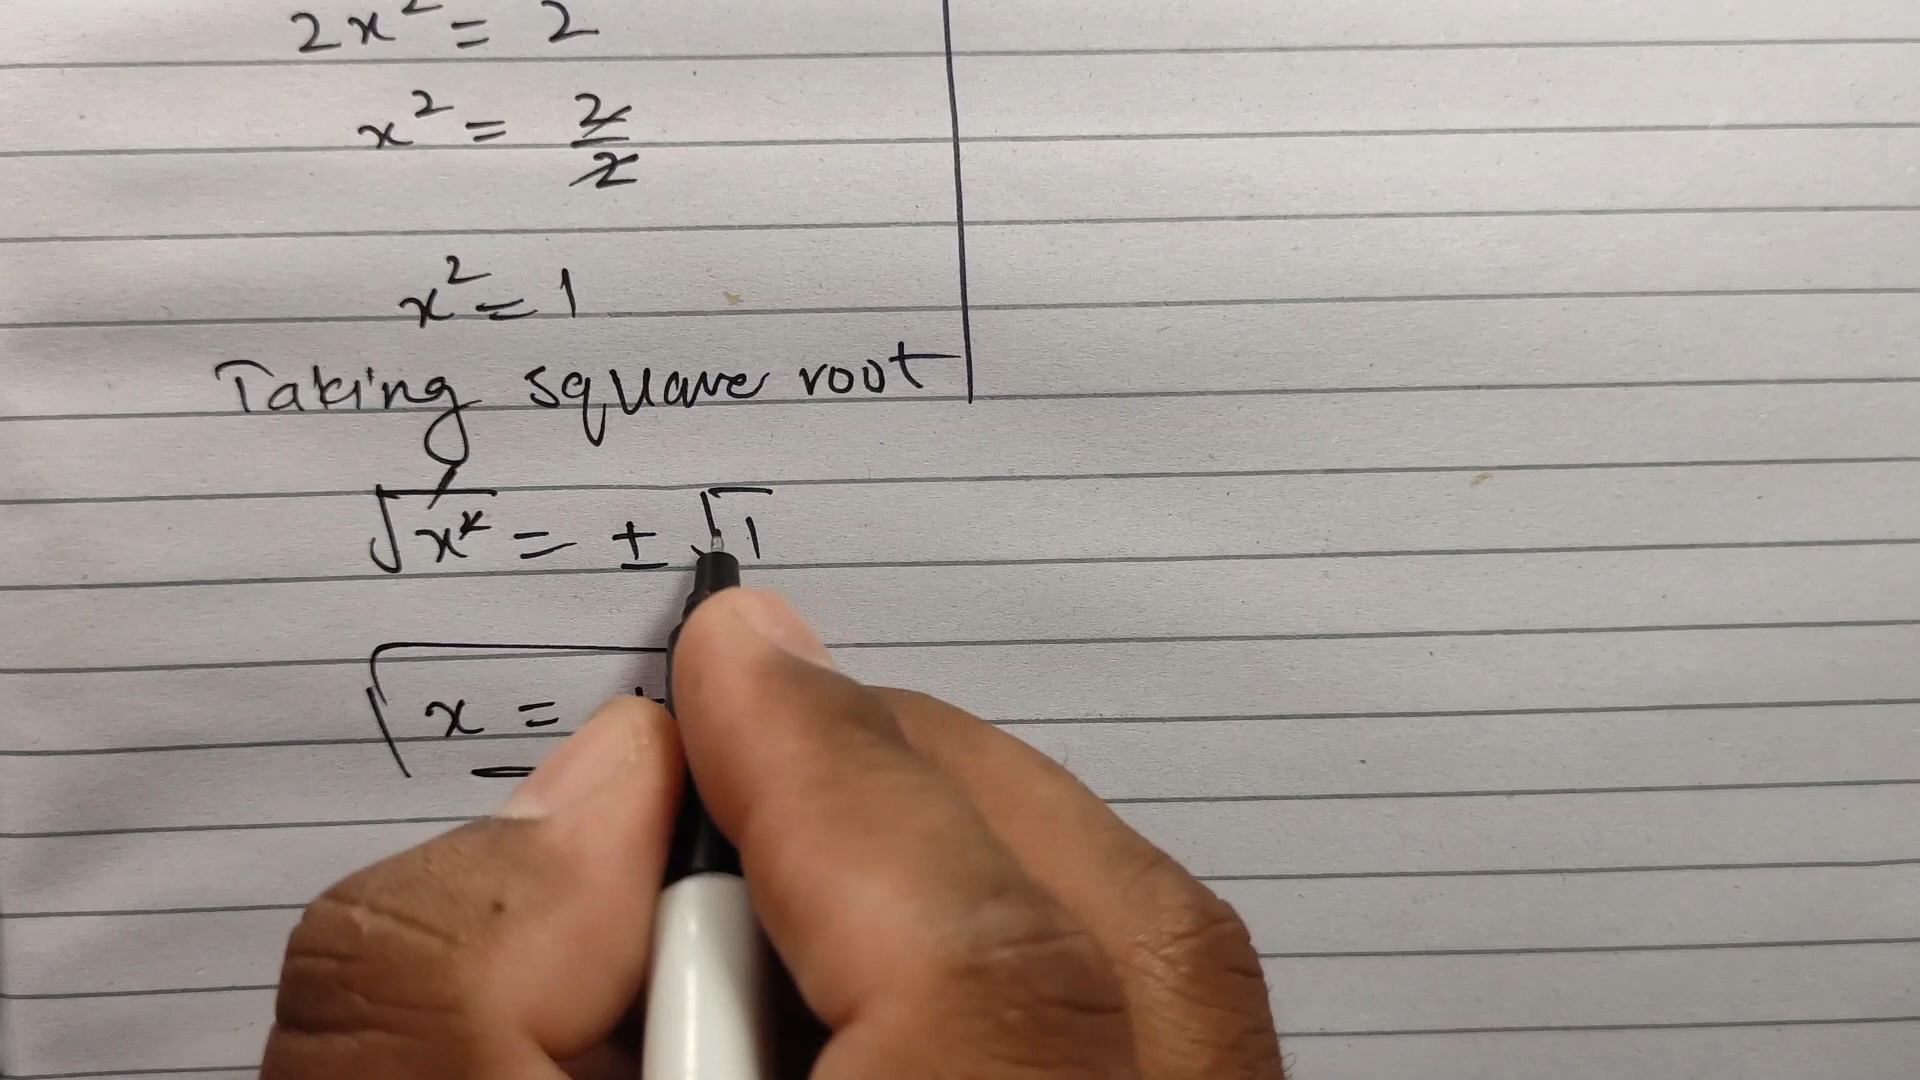 2x² = 2
x² = 2/2
x² = 1
Taking square root
√x² = ± √1
x =